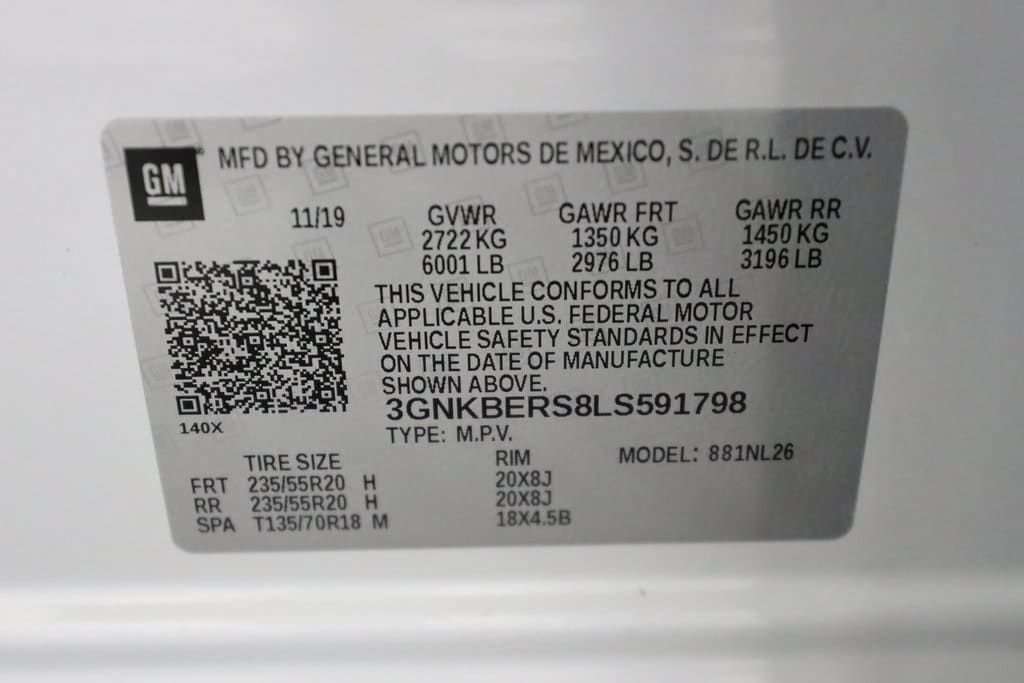 GM MFD BY GENERAL MOTORS DE MEXICO, S. DE R.L. DE C.V.
11/19 GVWR GAWR FRT GAWR RR
2722 KG 1350 KG 1450 KG
6001 LB 2976 LB 3196 LB
THIS VEHICLE CONFORMS TO ALL
APPLICABLE U.S. FEDERAL MOTOR
VEHICLE SAFETY STANDARDS IN EFFECT
ON THE DATE OF MANUFACTURE
SHOWN ABOVE.
3GNKBERS8LS591798
140X
TYPE: M.P.V.
TIRE SIZE RIM MODEL: 881NL26
FRT 235/55R20 H 20X8J
RR 235/55R20 H 20X8J
SPA T135/70R18 M 18X4.5B